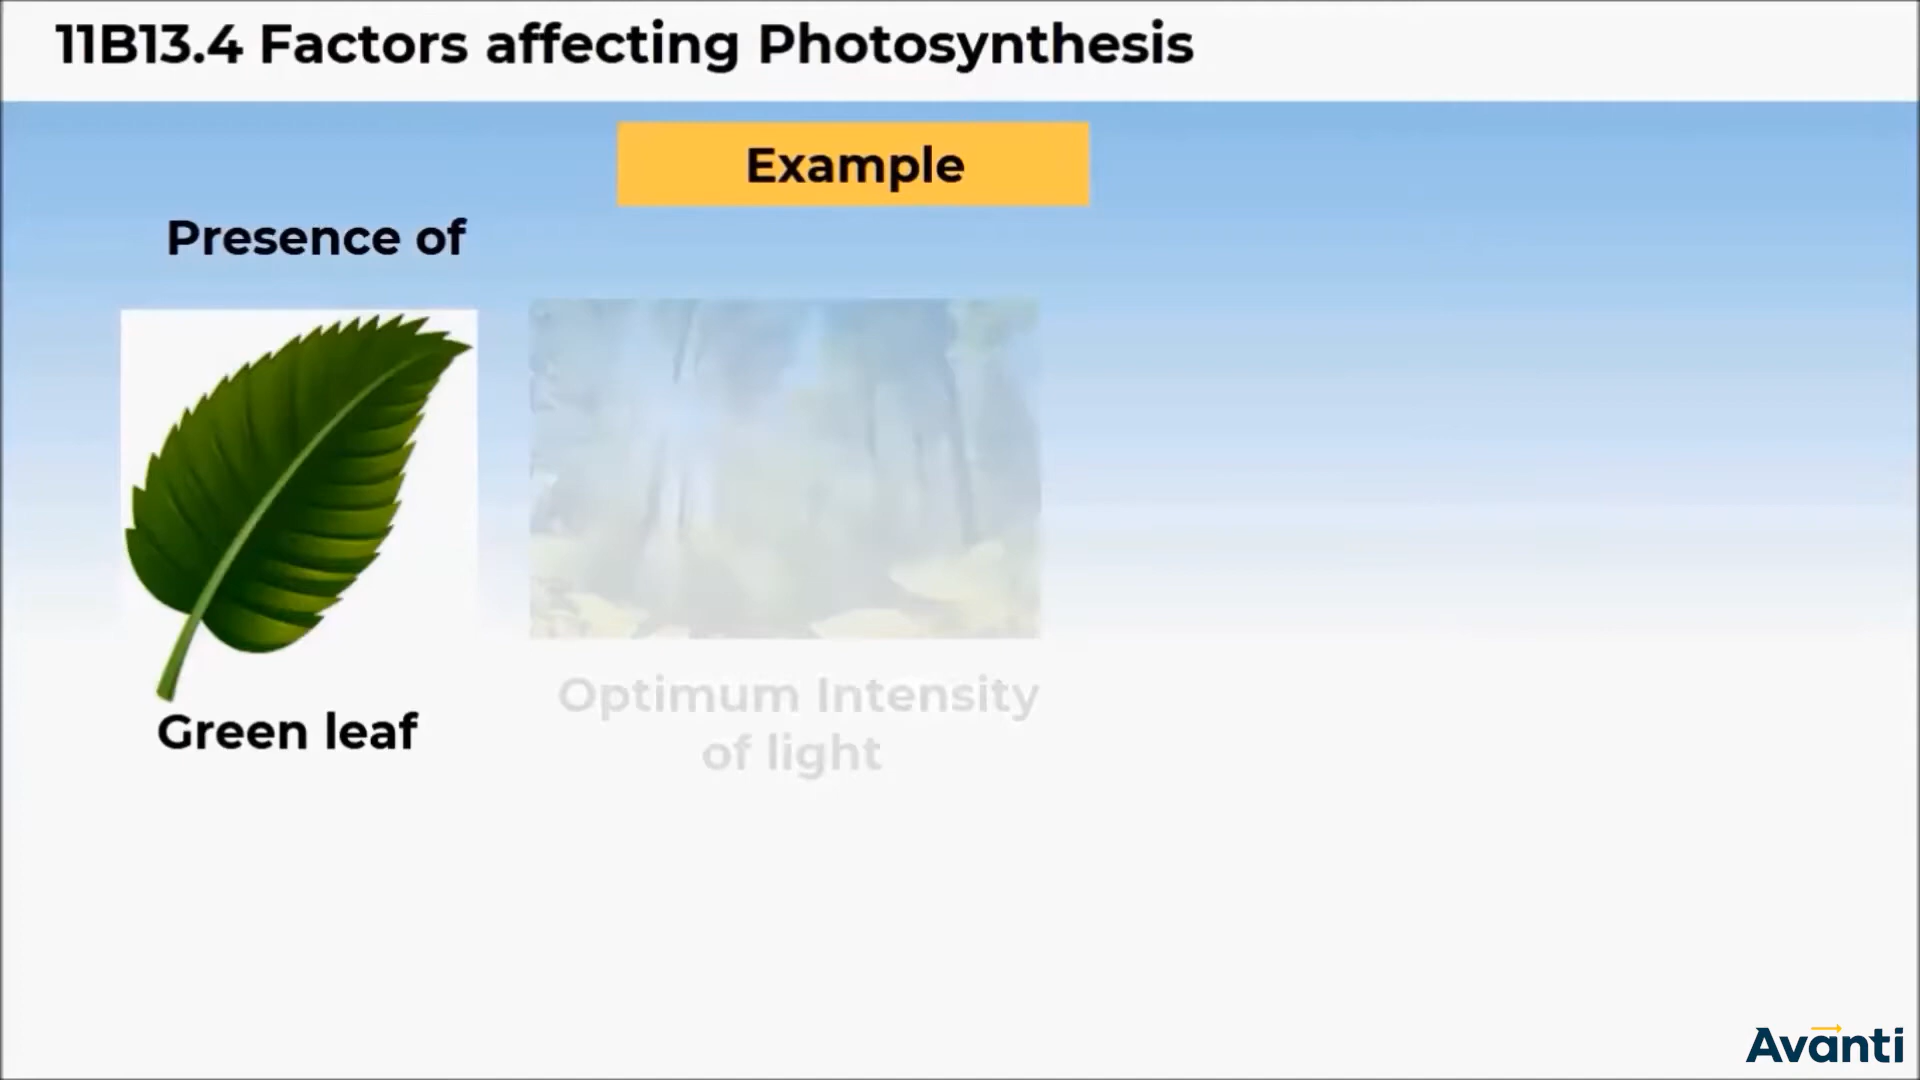 11B13.4 Factors affecting Photosynthesis
Example
Presence of
Green leaf
Optimum Intensity
of light
Avanti